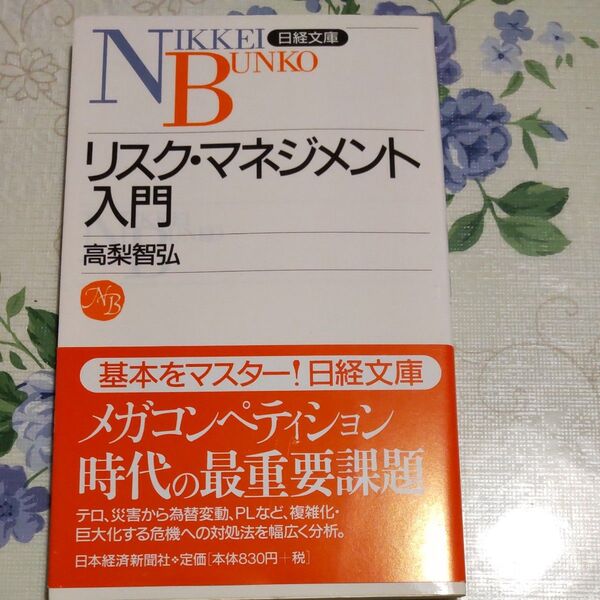 NIKKEI 日経文庫
BUNKO
リスク・マネジメント
入門
高梨智弘
NB
基本をマスター!日経文庫
メガコンペティション
時代の最重要課題
テロ、災害から為替変動、PLなど、複雑化・
巨大化する危機への対処法を幅広く分析。
日本経済新聞社❖定価[本体830円+税]